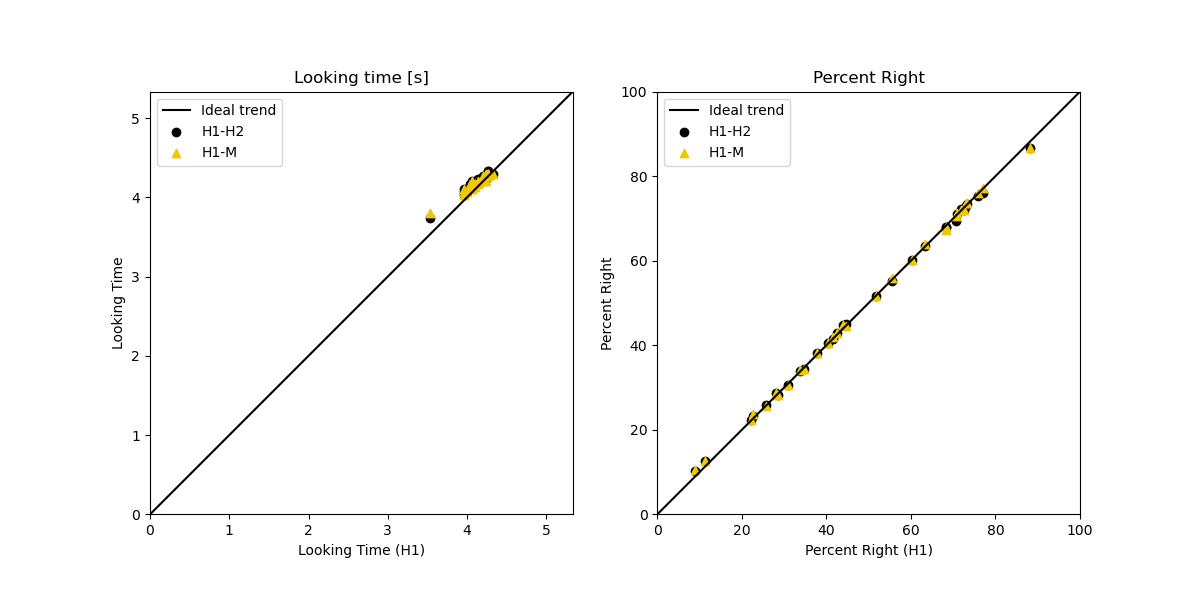 Looking time [s]
Ideal trend
H1-H2
H1-M
5
4
3
2
1
0
Looking Time
0 1 2 3 4 5
Looking Time (H1)
Percent Right
Ideal trend
H1-H2
H1-M
100
80
60
40
20
0
Percent Right
0 20 40 60 80 100
Percent Right (H1)